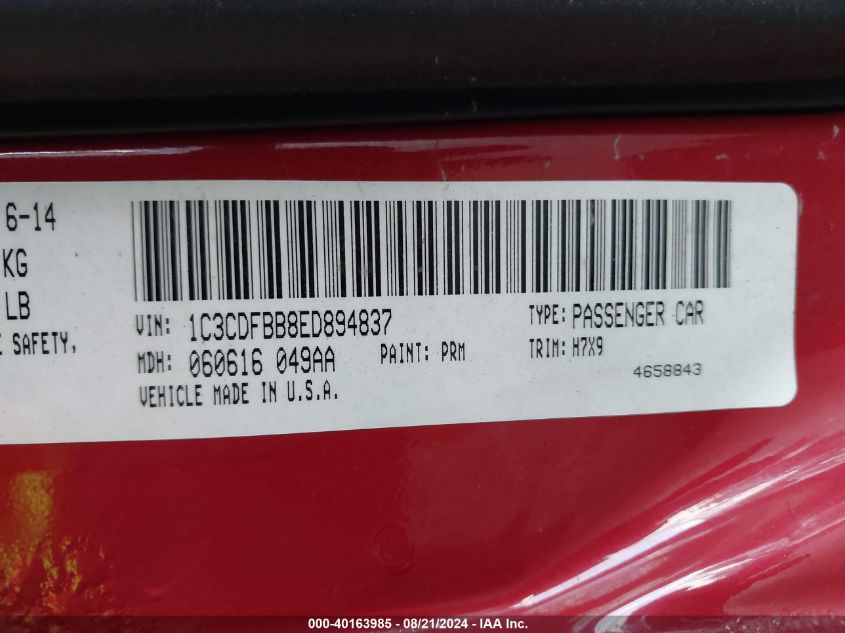 6-14
KG
LB
E SAFETY,
VIN: 1C3CDFBB8ED894837
TYPE: PASSENGER CAR
MDH: 060616 049AA
PAINT: PRM
TRIM: H7X9
VEHICLE MADE IN U.S.A.
4658843
000-40163985 - 08/21/2024 - IAA Inc.